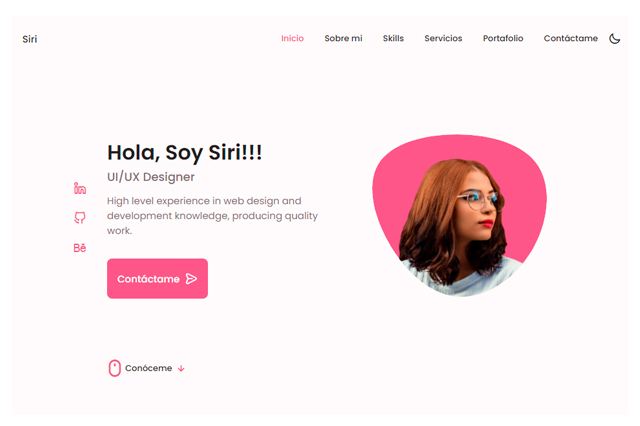 Siri
Inicio
Sobre mi
Skills
Servicios
Portafolio
Contáctame
Hola, Soy Siri!!!
UI/UX Designer
in
High level experience in web design and
development knowledge, producing quality
work.
Bē
Contáctame
Conóceme